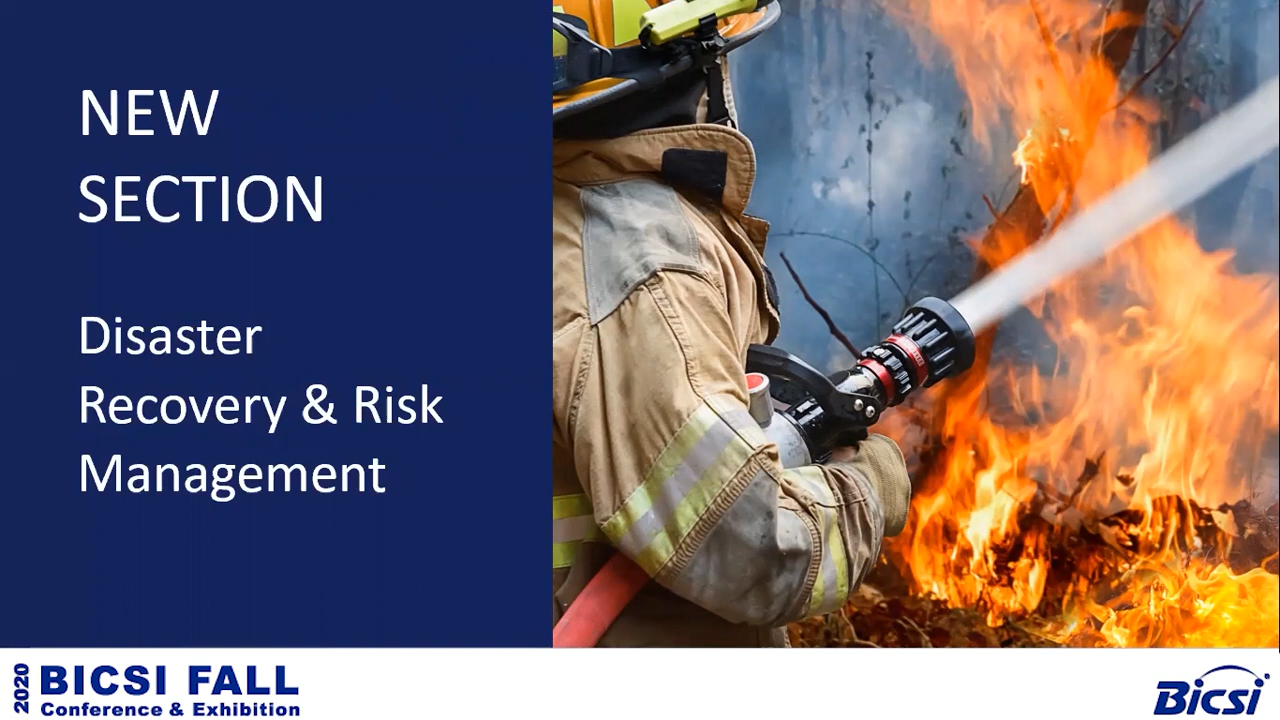 NEW
SECTION
Disaster
Recovery & Risk
Management
2020
BICSI FALL
Conference & Exhibition
Bicsi